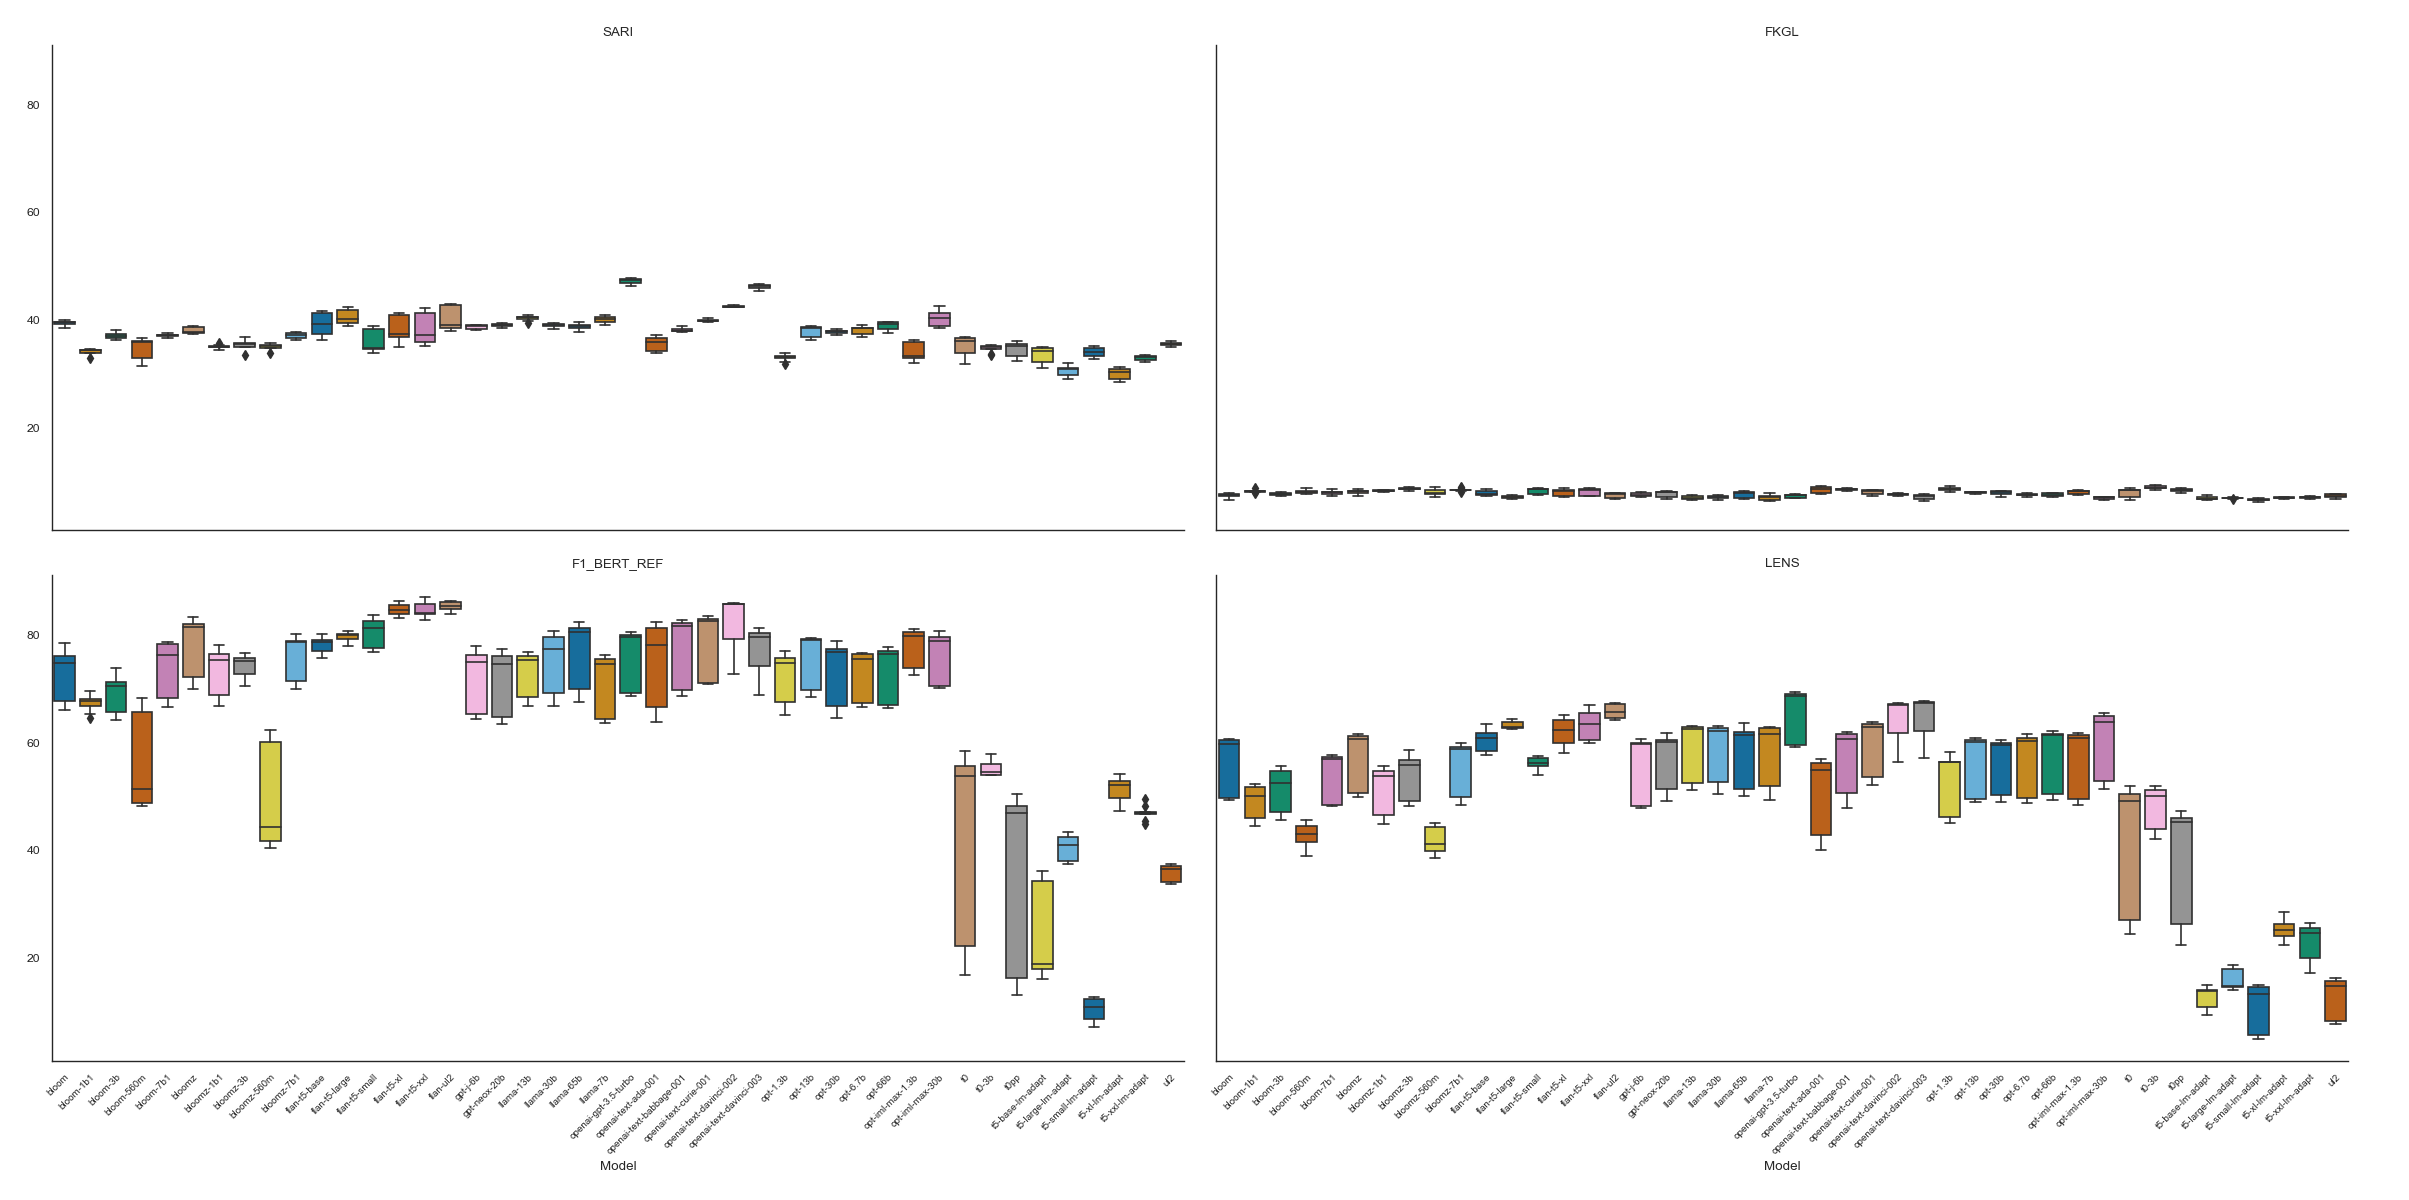 SARI
FKGL
80
60
40
20
F1_BERT_REF
LENS
80
60
40
20
bloom
bloom-1b1
bloom-3b
bloom-560m
bloom-7b1
bloomz
bloomz-1b1
bloomz-3b
bloomz-560m
bloomz-7b1
flan-t5-base
flan-t5-large
flan-t5-small
flan-t5-xl
flan-t5-xxl
flan-ul2
gpt-j-6b
gpt-neox-20b
llama-13b
llama-30b
llama-65b
llama-7b
openai-gpt-3.5-turbo
openai-text-ada-001
openai-text-babbage-001
openai-text-curie-001
openai-text-davinci-002
openai-text-davinci-003
opt-1.3b
opt-13b
opt-30b
opt-6.7b
opt-66b
opt-iml-max-1.3b
opt-iml-max-30b
t0
t0-3b
t0pp
t5-base-lm-adapt
t5-large-lm-adapt
t5-small-lm-adapt
t5-xl-lm-adapt
t5-xxl-lm-adapt
ul2
bloom
bloom-1b1
bloom-3b
bloom-560m
bloom-7b1
bloomz
bloomz-1b1
bloomz-3b
bloomz-560m
bloomz-7b1
flan-t5-base
flan-t5-large
flan-t5-small
flan-t5-xl
flan-t5-xxl
flan-ul2
gpt-j-6b
gpt-neox-20b
llama-13b
llama-30b
llama-65b
llama-7b
openai-gpt-3.5-turbo
openai-text-ada-001
openai-text-babbage-001
openai-text-curie-001
openai-text-davinci-002
openai-text-davinci-003
opt-1.3b
opt-13b
opt-30b
opt-6.7b
opt-66b
opt-iml-max-1.3b
opt-iml-max-30b
t0
t0-3b
t0pp
t5-base-lm-adapt
t5-large-lm-adapt
t5-small-lm-adapt
t5-xl-lm-adapt
t5-xxl-lm-adapt
ul2
Model
Model